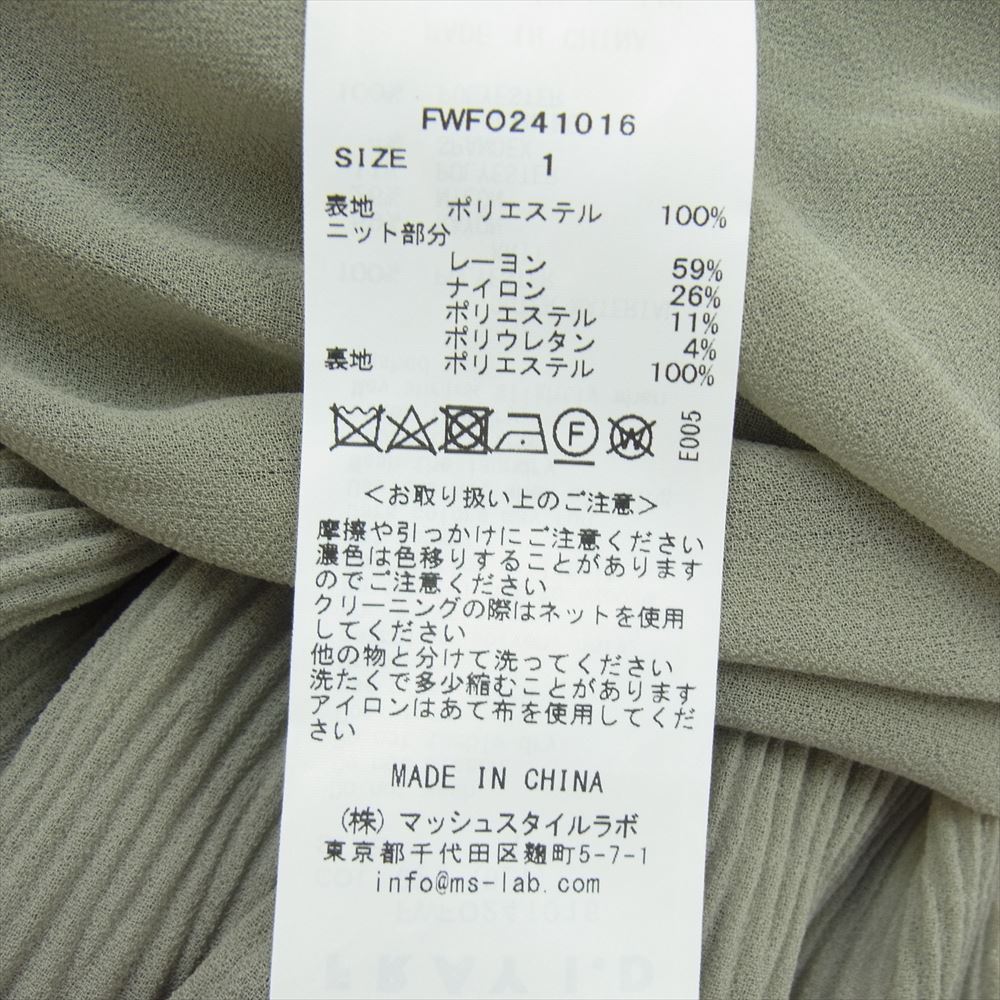 FWFO241016
SIZE 1
表地 ポリエステル 100%
ニット部分
レーヨン 59%
ナイロン 26%
ポリエステル 11%
ポリウレタン 4%
裏地 ポリエステル 100%
F W E005
<お取り扱い上のご注意>
摩擦や引っかけにご注意ください
濃色は色移りすることがあります
のでご注意ください
クリーニングの際はネットを使用
してください
他の物と分けて洗ってください
洗たくで多少縮むことがあります
アイロンはあて布を使用してくだ
さい
MADE IN CHINA
(株) マッシュスタイルラボ
東京都千代田区麹町5-7-1
info@ms-lab.com